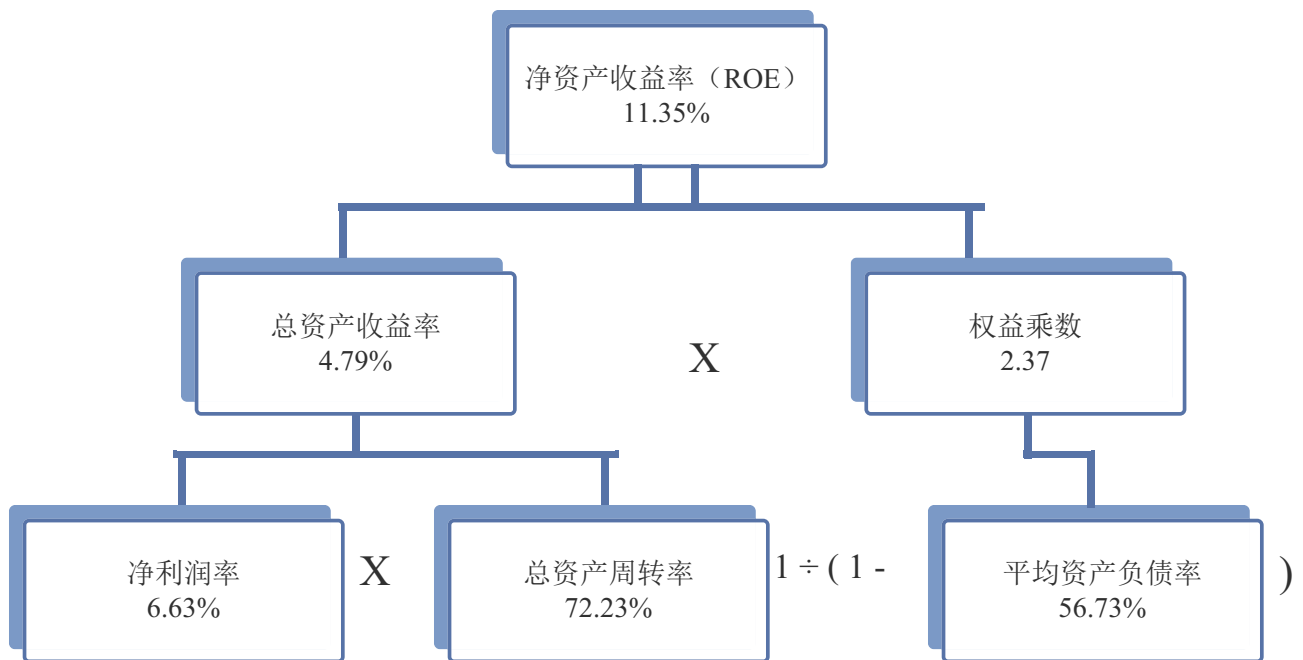 净资产收益率（ROE）
11.35%
总资产收益率
4.79%
X
权益乘数
2.37
净利润率
6.63%
X
总资产周转率
72.23%
1 ÷ ( 1 -
平均资产负债率
56.73%
)